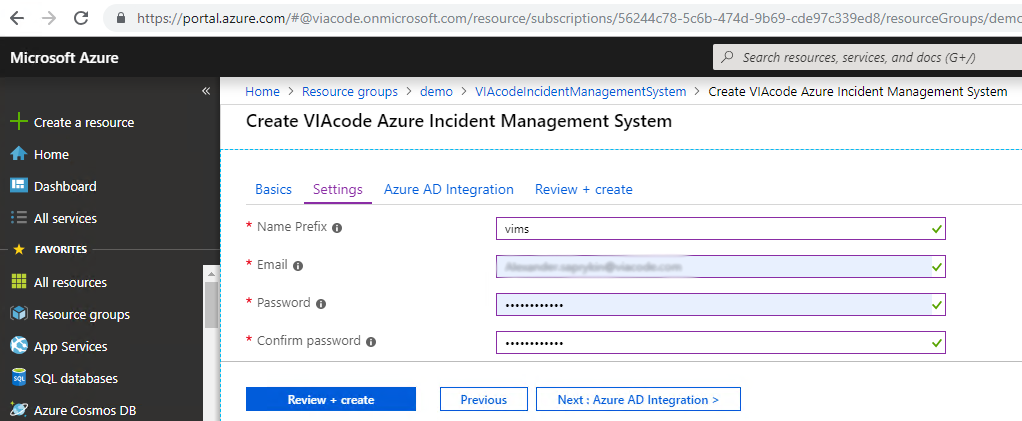 https://portal.azure.com/#@viacode.onmicrosoft.com/resource/subscriptions/56244c78-5c6b-474d-9b69-cde97c339ed8/resourceGroups/demo
Microsoft Azure
Search resources, services, and docs (G+/)
«
Home > Resource groups > demo > VIAcodeIncidentManagementSystem > Create VIAcode Azure Incident Management System
Create VIAcode Azure Incident Management System
Create a resource
Home
Dashboard
All services
FAVORITES
All resources
Resource groups
App Services
SQL databases
Azure Cosmos DB
Basics Settings Azure AD Integration Review + create
* Name Prefix vims
* Email
* Password ••••••••••••
* Confirm password ••••••••••••
Review + create Previous Next : Azure AD Integration >